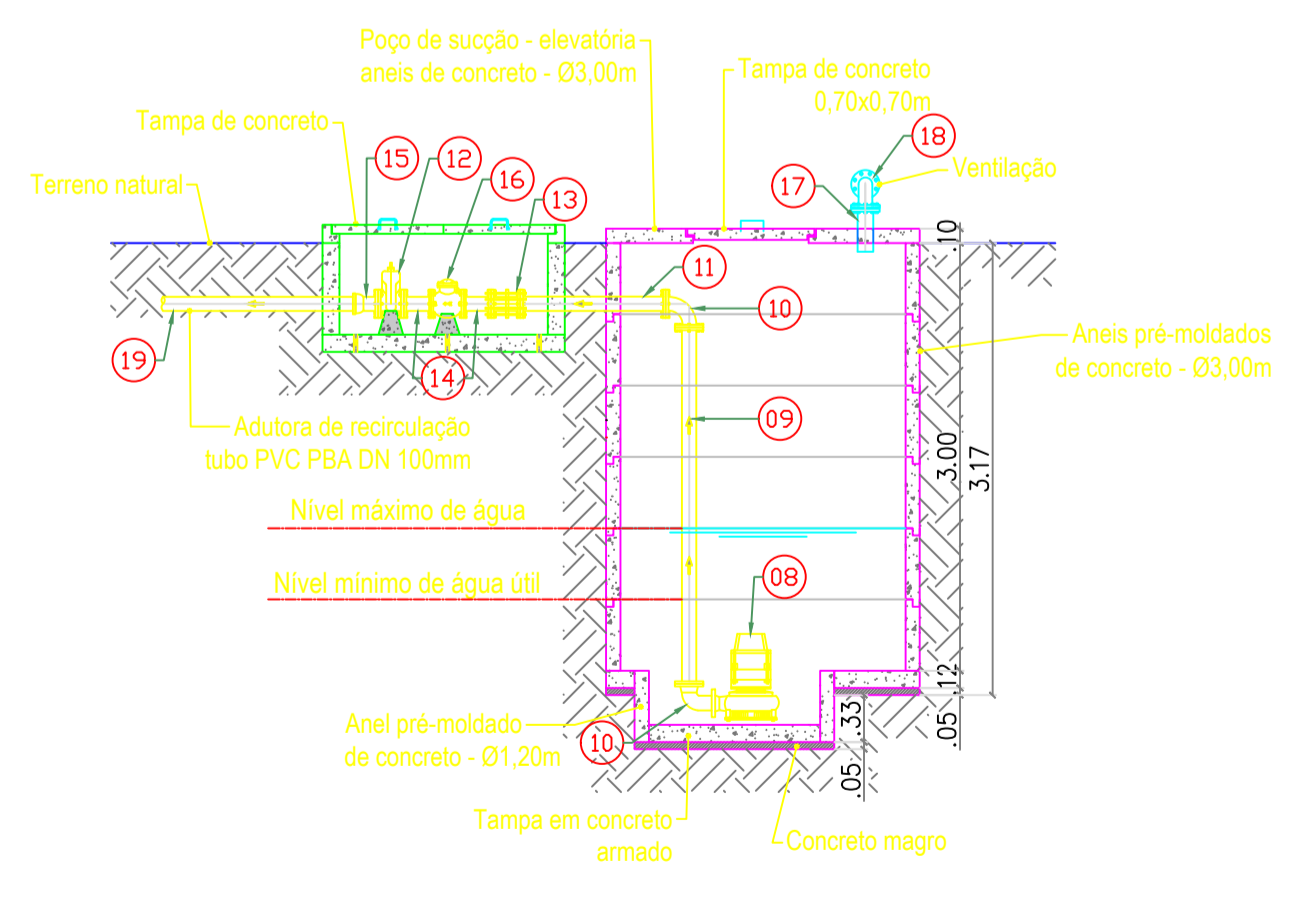 Poço de sucção - elevatória
aneis de concreto - Ø3,00m
Tampa de concreto
0,70x0,70m
Tampa de concreto
18
15
12
16
13
17
Ventilação
Terreno natural
10
11
10
19
14
Aneis pré-moldados
de concreto - Ø3,00m
09
Adutora de recirculação
tubo PVC PBA DN 100mm
3.00
3.17
Nível máximo de água
Nível mínimo de água útil
08
.12
.05
.33
.05
Anel pré-moldado
de concreto - Ø1,20m
10
Tampa em concreto
armado
Concreto magro